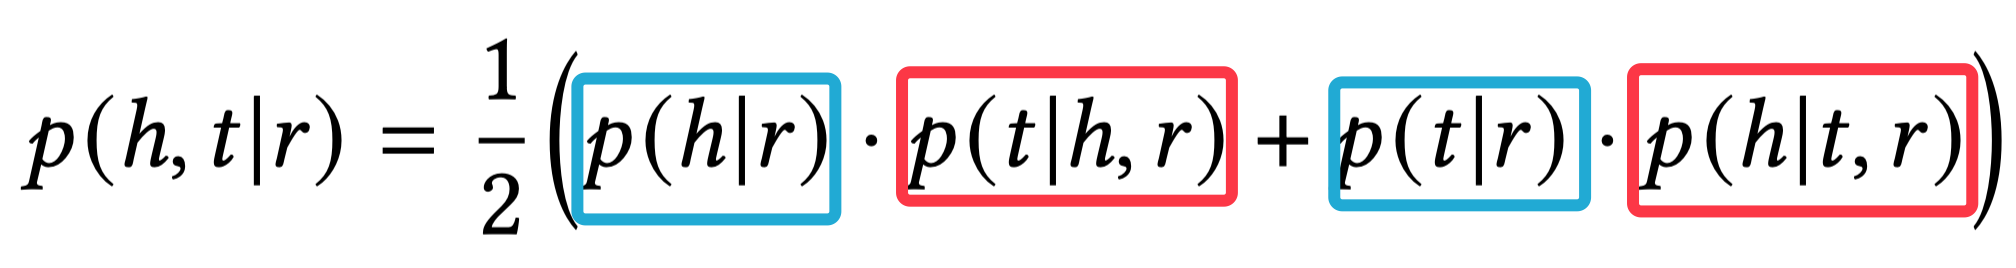 p(h, t|r) = 1/2 (p(h|r) · p(t|h, r) + p(t|r) · p(h|t, r))